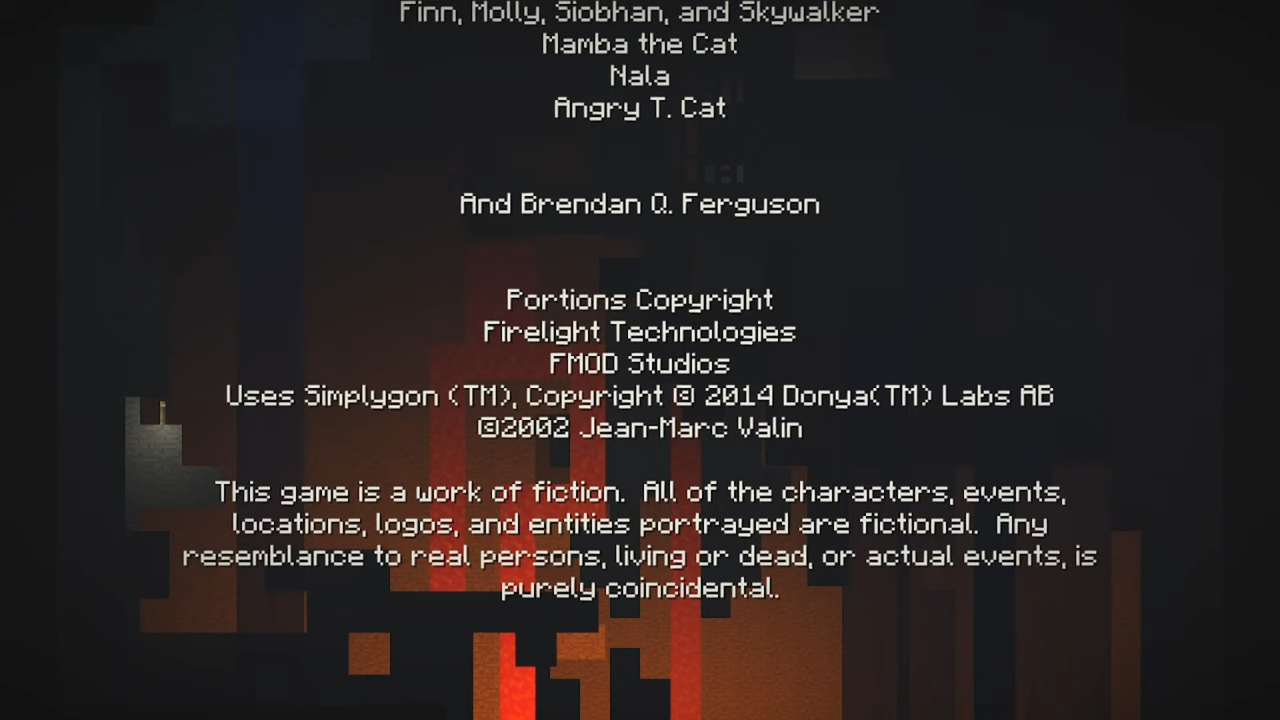 Finn, Molly, Siobhan, and Skywalker
Mamba the Cat
Nala
Angry T. Cat
And Brendan Q. Ferguson
Portions Copyright
Firelight Technologies
FMOD Studios
Uses Simplygon (TM), Copyright © 2014 Donya(TM) Labs AB
©2002 Jean-Marc Valin
This game is a work of fiction.  All of the characters, events,
locations, logos, and entities portrayed are fictional.  Any
resemblance to real persons, living or dead, or actual events, is
purely coincidental.